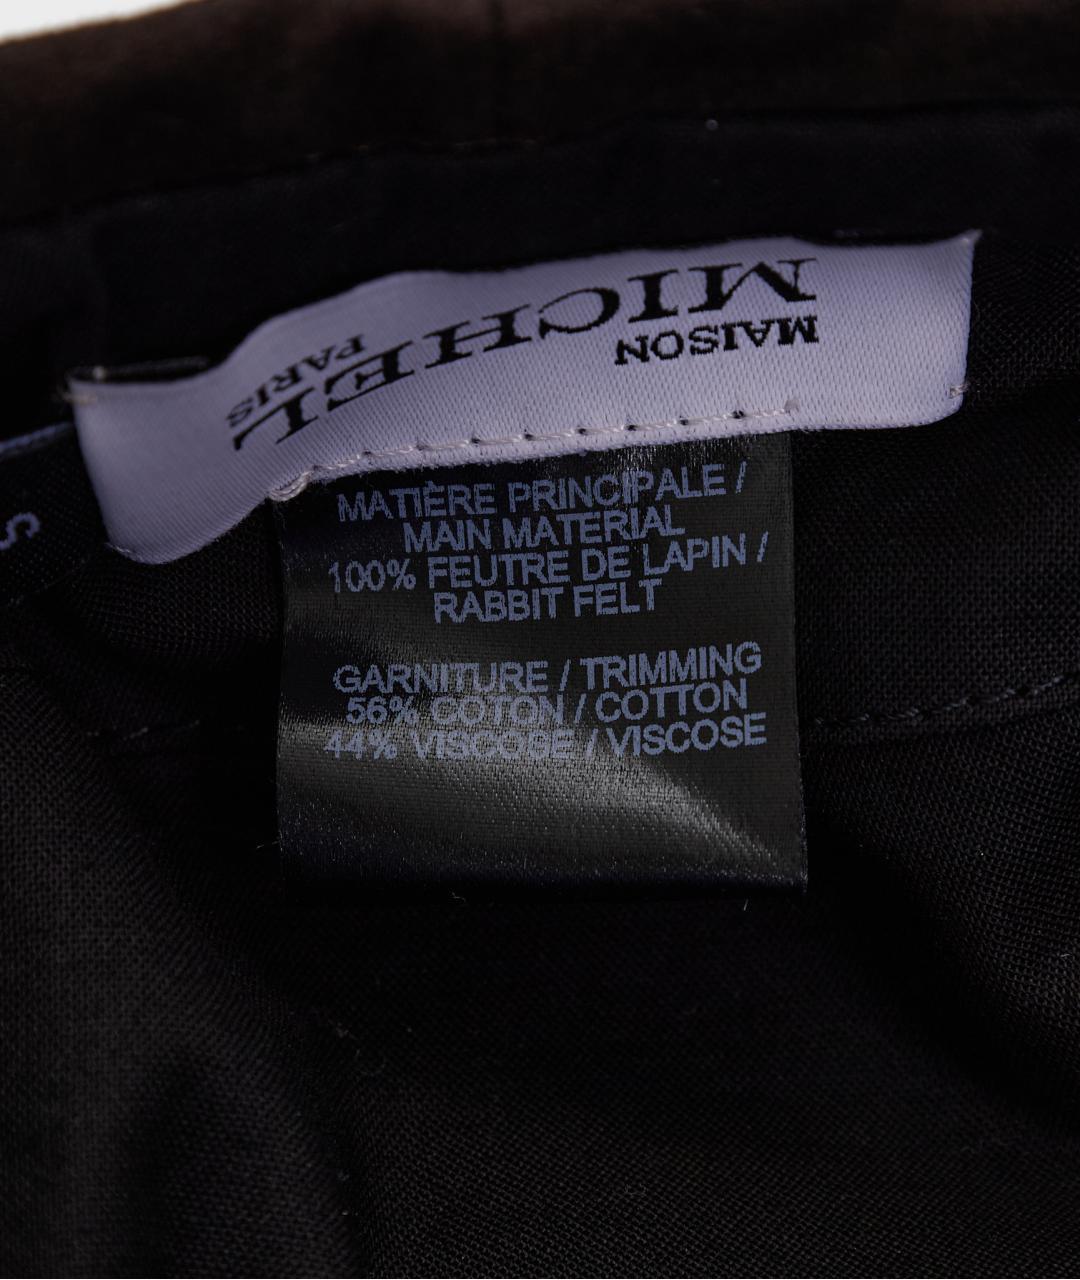 MAISON
MICHEL
PARIS
MATIÈRE PRINCIPALE /
MAIN MATERIAL
100% FEUTRE DE LAPIN /
RABBIT FELT
GARNITURE / TRIMMING
56% COTON / COTTON
44% VISCOSE / VISCOSE
S